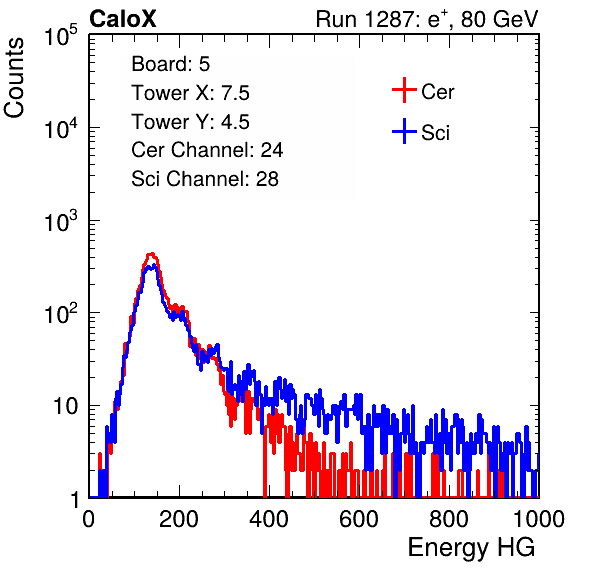 CaloX Run 1287: e⁺, 80 GeV
Counts
Board: 5
Tower X: 7.5
Tower Y: 4.5
Cer Channel: 24
Sci Channel: 28
Cer
Sci
10⁵
10⁴
10³
10²
10
1
0 200 400 600 800 1000
Energy HG